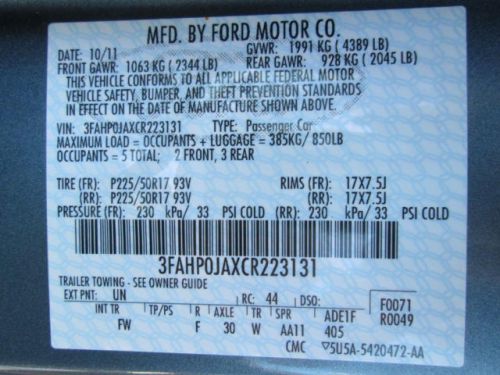 MFD. BY FORD MOTOR CO.
DATE: 10/11 GVWR: 1991 KG ( 4389 LB)
FRONT GAWR: 1063 KG ( 2344 LB) REAR GAWR: 928 KG ( 2045 LB)
THIS VEHICLE CONFORMS TO ALL APPLICABLE FEDERAL MOTOR
VEHICLE SAFETY, BUMPER, AND THEFT PREVENTION STANDARDS
IN EFFECT ON THE DATE OF MANUFACTURE SHOWN ABOVE.
VIN: 3FAHP0JAXCR223131 TYPE: Passenger Car
MAXIMUM LOAD = OCCUPANTS + LUGGAGE = 385KG/ 850LB
OCCUPANTS = 5 TOTAL; 2 FRONT, 3 REAR
TIRE (FR): P225/50R17 93V RIMS (FR): 17X7.5J
(RR): P225/50R17 93V (RR): 17X7.5J
PRESSURE (FR): 230 kPa/ 33 PSI COLD (RR): 230 kPa/ 33 PSI COLD
3FAHP0JAXCR223131
TRAILER TOWING - SEE OWNER GUIDE
EXT PNT: UN RC: 44 DSO: F0071
INT TR TP/PS R AXLE TR SPR ADE1F R0049
FW F 30 W AA11 405
CMC ▽5U5A-5420472-AA